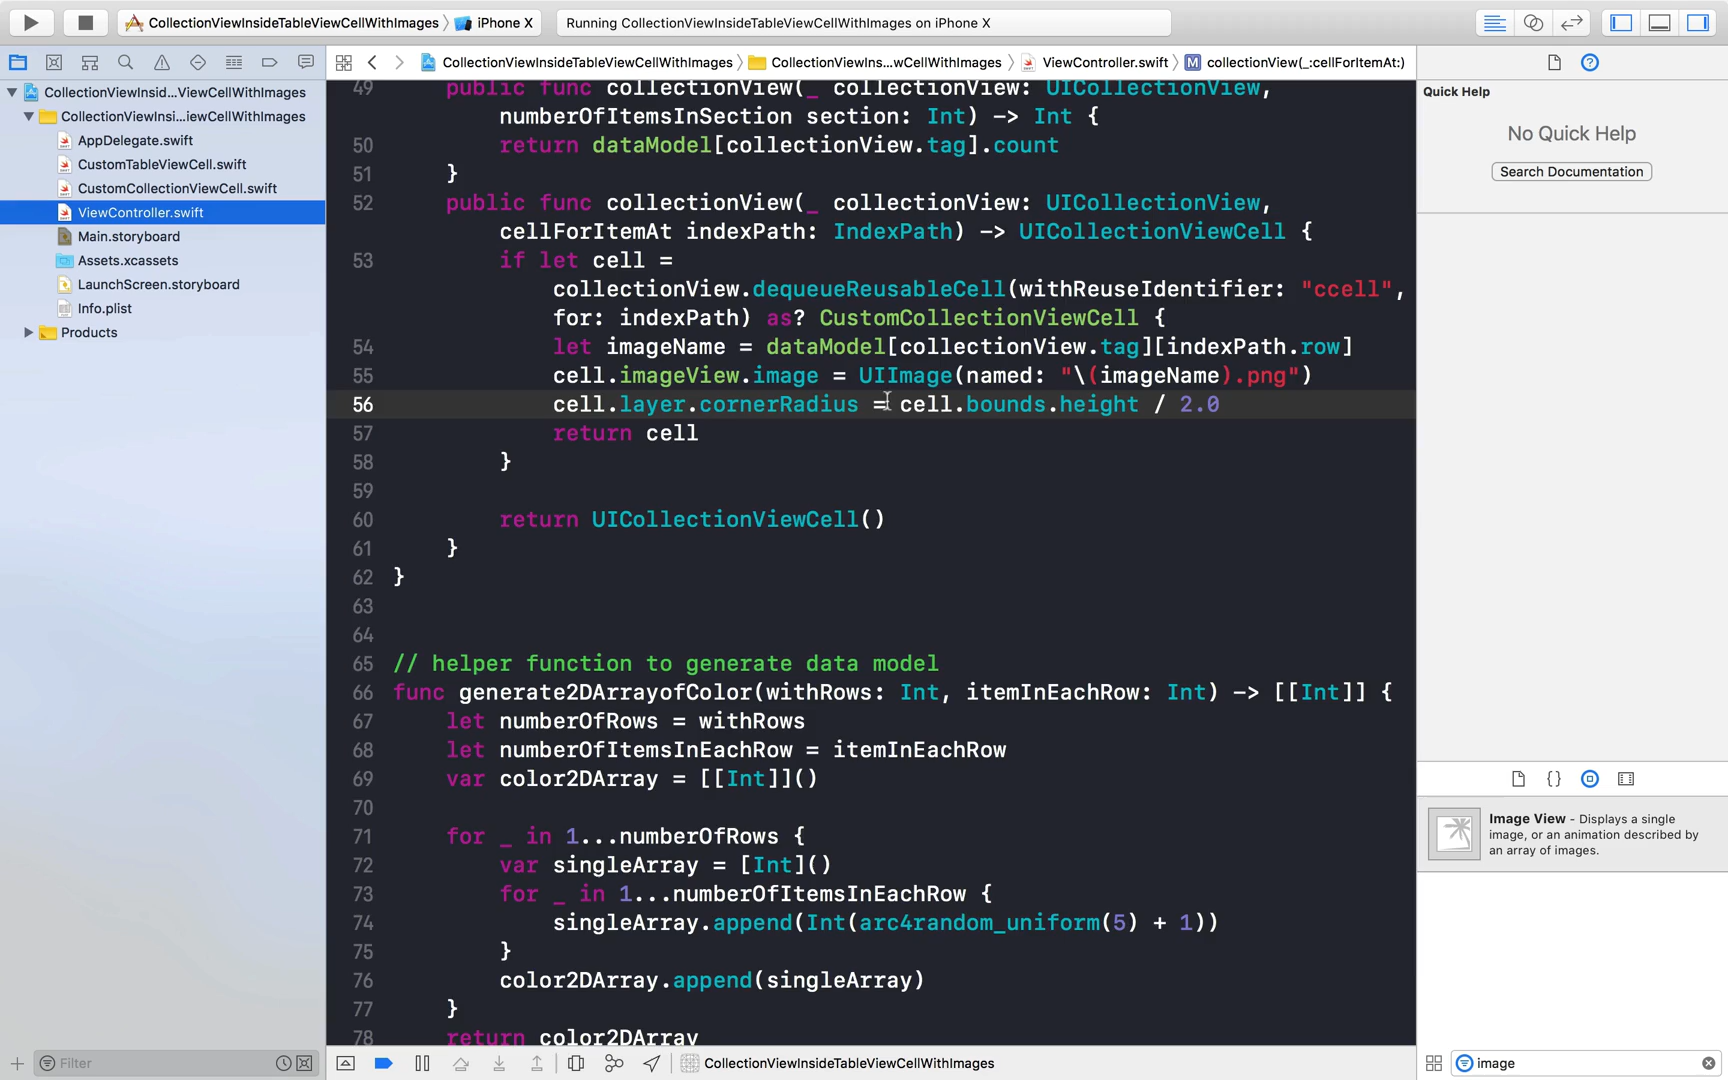 CollectionViewInsideTableViewCellWithImages iPhone X Running CollectionViewInsideTableViewCellWithImages on iPhone X
CollectionViewInsideTableViewCellWithImages CollectionViewIns...wCellWithImages ViewController.swift M collectionView(_:cellForItemAt:)
CollectionViewInsid...ViewCellWithImages
CollectionViewInsi...iewCellWithImages
AppDelegate.swift
CustomTableViewCell.swift
CustomCollectionViewCell.swift
ViewController.swift
Main.storyboard
Assets.xcassets
LaunchScreen.storyboard
Info.plist
Products
Filter
49 public func collectionView(_ collectionView: UICollectionView,
numberOfItemsInSection section: Int) -> Int {
50 return dataModel[collectionView.tag].count
51 }
52 public func collectionView(_ collectionView: UICollectionView,
cellForItemAt indexPath: IndexPath) -> UICollectionViewCell {
53 if let cell =
collectionView.dequeueReusableCell(withReuseIdentifier: "ccell",
for: indexPath) as? CustomCollectionViewCell {
54 let imageName = dataModel[collectionView.tag][indexPath.row]
55 cell.imageView.image = UIImage(named: "\(imageName).png")
56 cell.layer.cornerRadius = cell.bounds.height / 2.0
57 return cell
58 }
59
60 return UICollectionViewCell()
61 }
62 }
63
64
65 // helper function to generate data model
66 func generate2DArrayofColor(withRows: Int, itemInEachRow: Int) -> [[Int]] {
67 let numberOfRows = withRows
68 let numberOfItemsInEachRow = itemInEachRow
69 var color2DArray = [[Int]]()
70
71 for _ in 1...numberOfRows {
72 var singleArray = [Int]()
73 for _ in 1...numberOfItemsInEachRow {
74 singleArray.append(Int(arc4random_uniform(5) + 1))
75 }
76 color2DArray.append(singleArray)
77 }
78 return color2DArray
CollectionViewInsideTableViewCellWithImages
Quick Help
No Quick Help
Search Documentation
Image View - Displays a single
image, or an animation described by
an array of images.
image